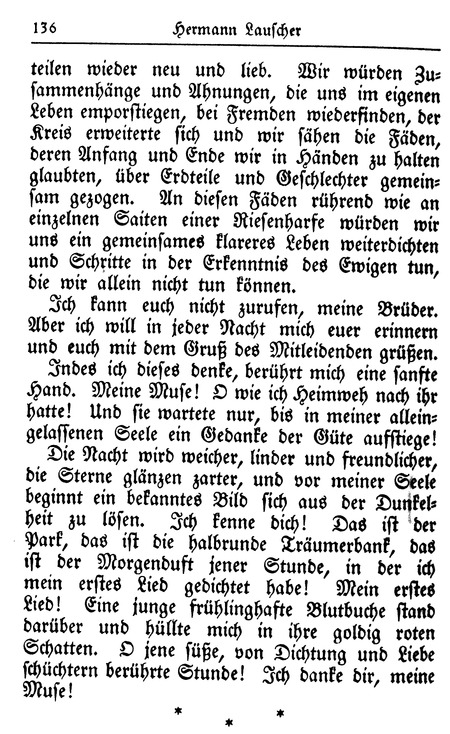 136 Hermann Lauscher
teilen wieder neu und lieb. Wir würden Zu-
sammenhänge und Ahnungen, die uns im eigenen
Leben emporstiegen, bei Fremden wiederfinden, der
Kreis erweiterte sich und wir sähen die Fäden,
deren Anfang und Ende wir in Händen zu halten
glaubten, über Erdteile und Geschlechter gemein-
sam gezogen. An diesen Fäden rührend wie an
einzelnen Saiten einer Riesenharfe würden wir
uns ein gemeinsames klareres Leben weiterdichten
und Schritte in der Erkenntnis des Ewigen tun,
die wir allein nicht tun können.
Ich kann euch nicht zurufen, meine Brüder.
Aber ich will in jeder Nacht mich euer erinnern
und euch mit dem Gruß des Mitleidenden grüßen.
Indes ich dieses denke, berührt mich eine sanfte
Hand. Meine Muse! O wie ich Heimweh nach ihr
hatte! Und sie wartete nur, bis in meiner allein-
gelassenen Seele ein Gedanke der Güte aufstiege!
Die Nacht wird weicher, linder und freundlicher,
die Sterne glänzen zarter, und vor meiner Seele
beginnt ein bekanntes Bild sich aus der Dunkel-
heit zu lösen. Ich kenne dich! Das ist der
Park, das ist die halbrunde Träumerbank, das
ist der Morgenduft jener Stunde, in der ich
mein erstes Lied gedichtet habe! Mein erstes
Lied! Eine junge frühlinghafte Blutbuche stand
darüber und hüllte mich in ihre goldig roten
Schatten. O jene süße, von Dichtung und Liebe
schüchtern berührte Stunde! Ich danke dir, meine
Muse!
* * *